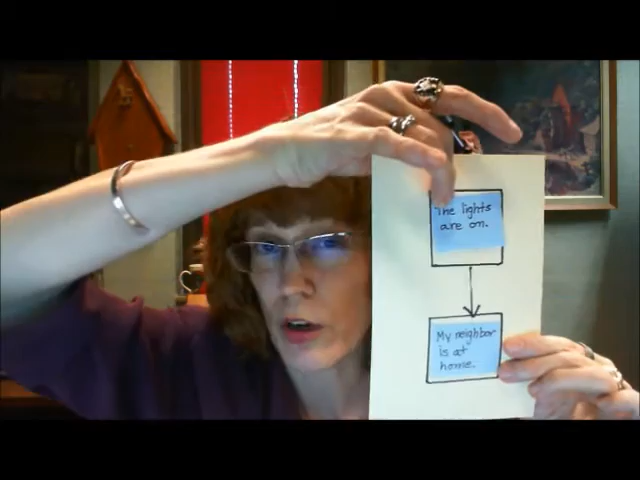 The lights
are on.
My neighbor
is at
home.